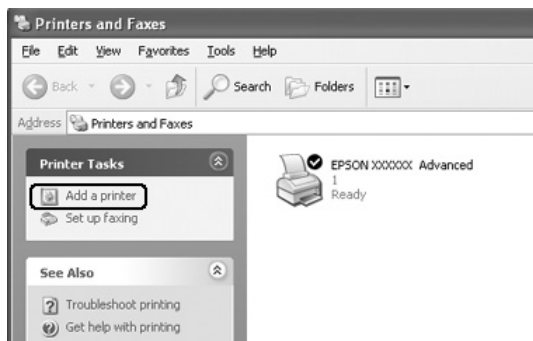 Printers and Faxes
File Edit View Favorites Tools Help
Back Search Folders
Address Printers and Faxes
Printer Tasks
Add a printer
Set up faxing
See Also
Troubleshoot printing
Get help with printing
EPSON XXXXXX Advanced
1
Ready